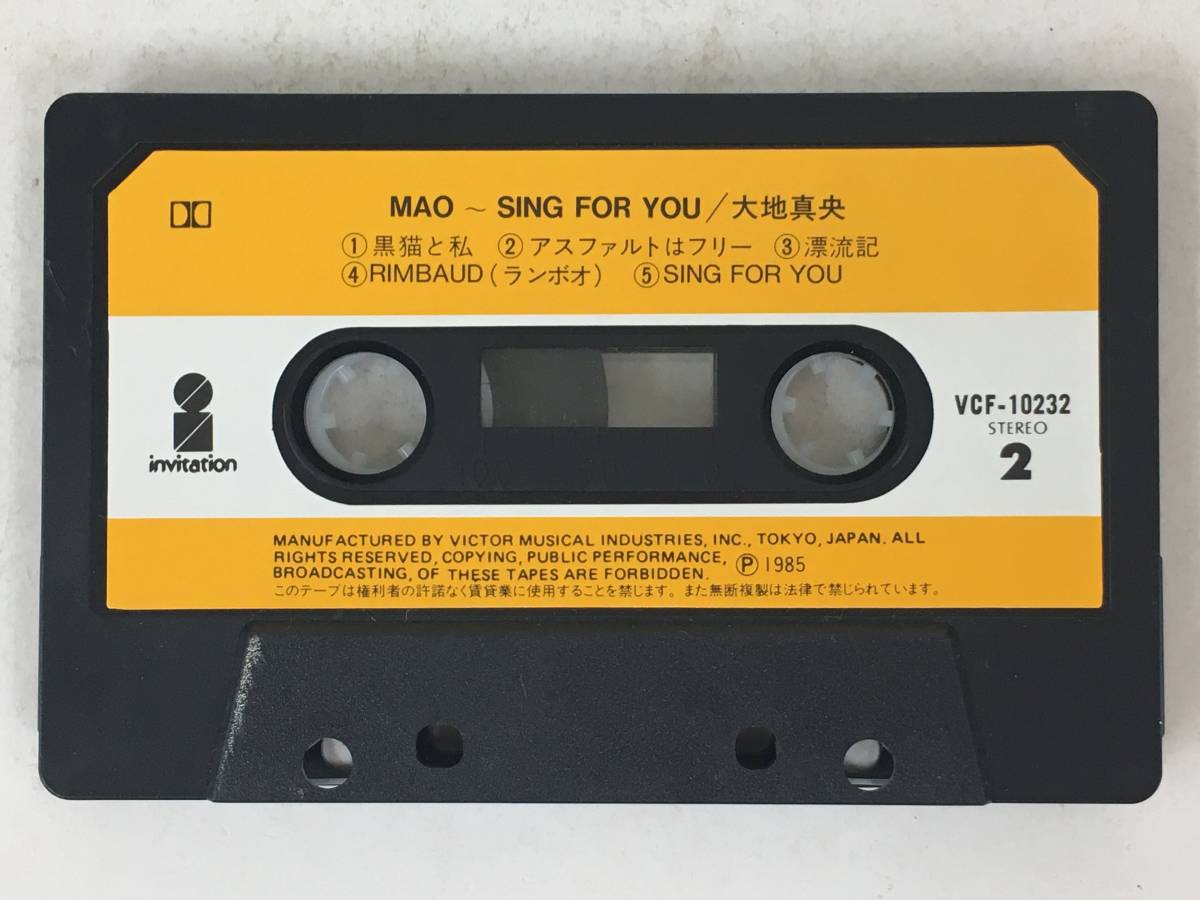 MAO ~ SING FOR YOU/大地真央
①黒猫と私 ②アスファルトはフリー ③漂流記
④RIMBAUD(ランボオ) ⑤SING FOR YOU
invitation
VCF-10232
STEREO
2
MANUFACTURED BY VICTOR MUSICAL INDUSTRIES, INC., TOKYO, JAPAN. ALL
RIGHTS RESERVED, COPYING, PUBLIC PERFORMANCE,
BROADCASTING, OF THESE TAPES ARE FORBIDDEN. Ⓟ1985
このテープは権利者の許諾なく賃貸業に使用することを禁じます。また無断複製は法律で禁じられています。